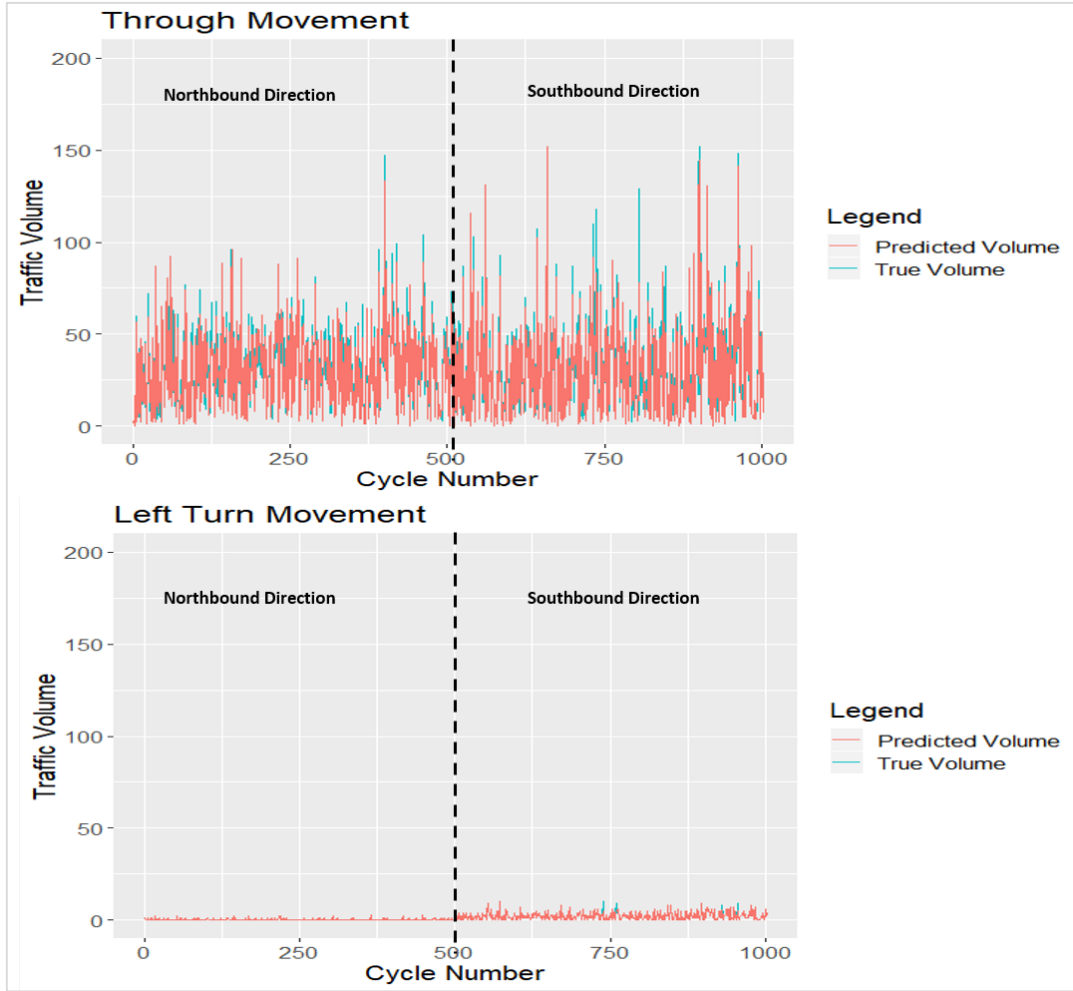 Through Movement
200
150
100
50
0
Traffic Volume
Northbound Direction
Southbound Direction
0 250 500 750 1000
Cycle Number
Legend
Predicted Volume
True Volume
Left Turn Movement
200
150
100
50
0
Traffic Volume
Northbound Direction
Southbound Direction
0 250 500 750 1000
Cycle Number
Legend
Predicted Volume
True Volume